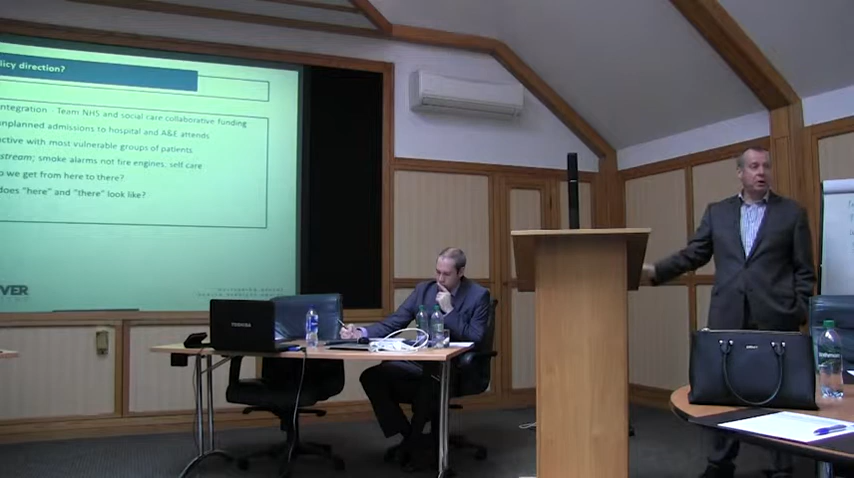 licy direction?
ntegration - Team NHS and social care collaborative funding
unplanned admissions to hospital and A&E attends
active with most vulnerable groups of patients
stream; smoke alarms not fire engines, self care
o we get from here to there?
does "here" and "there" look like?
VER
TOSHIBA